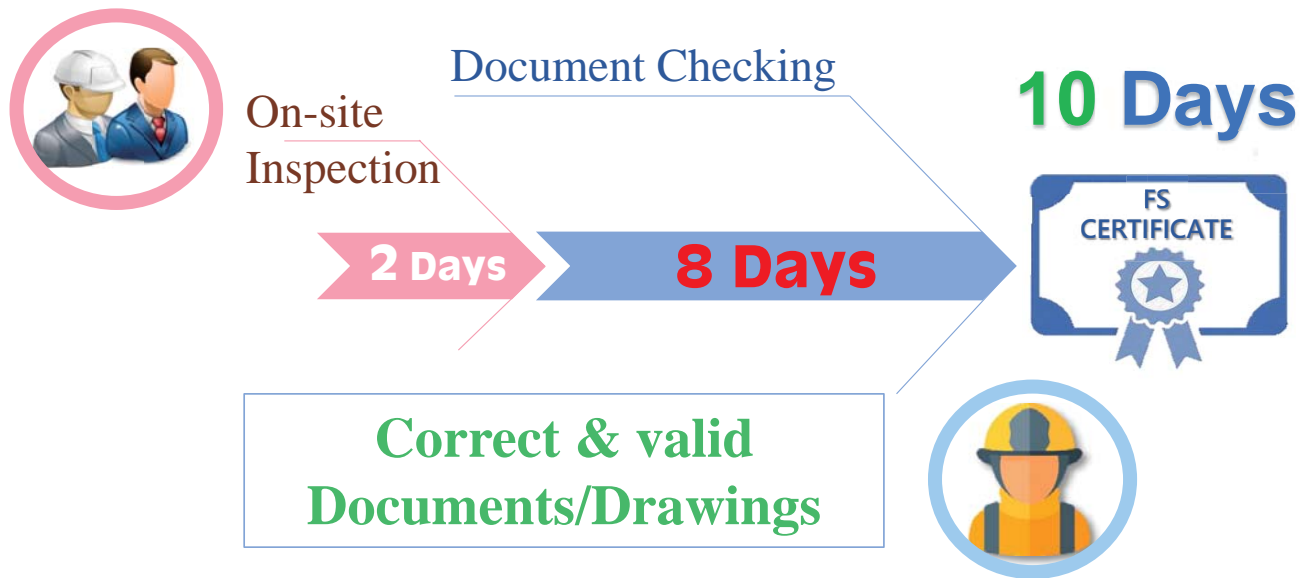 Document Checking
10 Days
On-site
Inspection
FS
CERTIFICATE
2 Days
8 Days
Correct & valid
Documents/Drawings